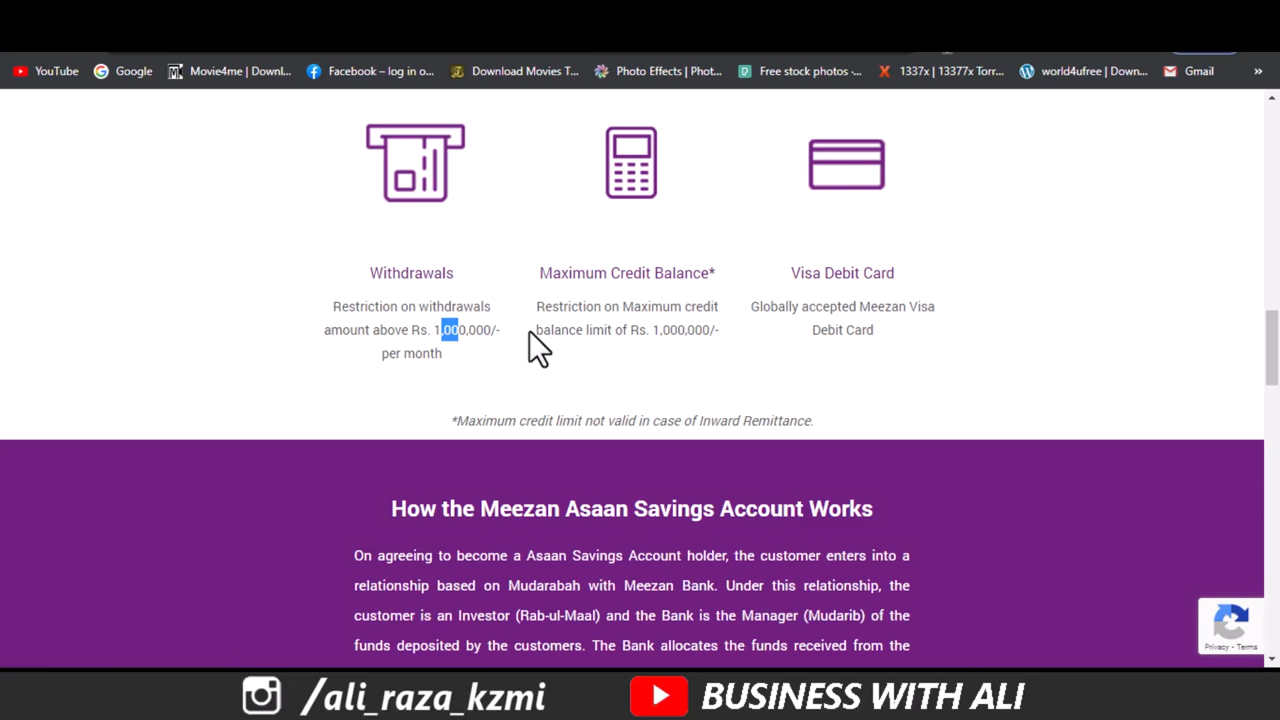 YouTube
Google
Movie4me | Downl...
Facebook – log in o...
Download Movies T...
Photo Effects | Phot...
Free stock photos -...
1337x | 13377x Torr...
world4ufree | Down...
Gmail
»
Withdrawals
Restriction on withdrawals
amount above Rs. 1,000,000/-
per month
Maximum Credit Balance*
Restriction on Maximum credit
balance limit of Rs. 1,000,000/-
Visa Debit Card
Globally accepted Meezan Visa
Debit Card
*Maximum credit limit not valid in case of Inward Remittance.
How the Meezan Asaan Savings Account Works
On agreeing to become a Asaan Savings Account holder, the customer enters into a
relationship based on Mudarabah with Meezan Bank. Under this relationship, the
customer is an Investor (Rab-ul-Maal) and the Bank is the Manager (Mudarib) of the
funds deposited by the customers. The Bank allocates the funds received from the
Privacy - Terms
/ali_raza_kzmi
BUSINESS WITH ALI